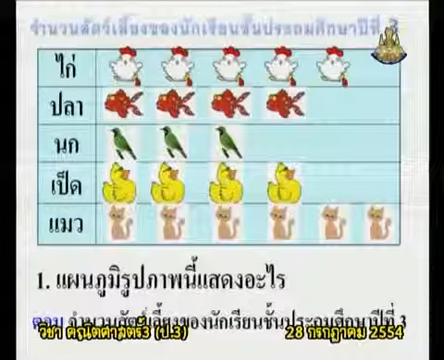 จำนวนสัตว์เลี้ยงของนักเรียนชั้นประถมศึกษาปีที่ 3
ไก่
ปลา
นก
เป็ด
แมว
1. แผนภูมิรูปภาพนี้แสดงอะไร
ตอบ จำนวนสัตว์เลี้ยงของนักเรียนชั้นประถมศึกษาปีที่ 3
วิชา คณิตศาสตร์3 (ป.3) 28 กรกฎาคม 2554